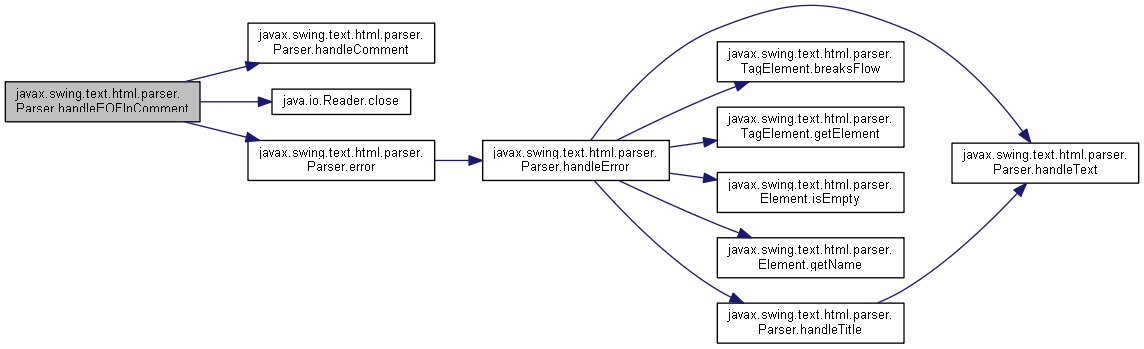 javax.swing.text.html.parser.
Parser.handleEOFInComment
javax.swing.text.html.parser.
Parser.handleComment
java.io.Reader.close
javax.swing.text.html.parser.
Parser.error
javax.swing.text.html.parser.
Parser.handleError
javax.swing.text.html.parser.
TagElement.breaksFlow
javax.swing.text.html.parser.
TagElement.getElement
javax.swing.text.html.parser.
Element.isEmpty
javax.swing.text.html.parser.
Element.getName
javax.swing.text.html.parser.
Parser.handleTitle
javax.swing.text.html.parser.
Parser.handleText